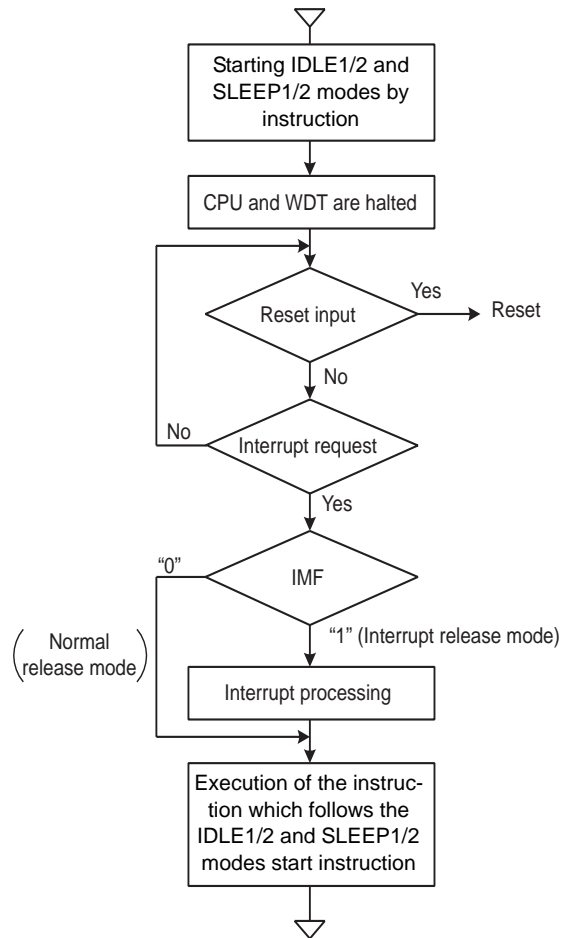 Starting IDLE1/2 and
SLEEP1/2 modes by
instruction
CPU and WDT are halted
Reset input
Yes
Reset
No
Interrupt request
No
Yes
IMF
“0”
“1” (Interrupt release mode)
Normal
release mode
Interrupt processing
Execution of the instruc-
tion which follows the
IDLE1/2 and SLEEP1/2
modes start instruction